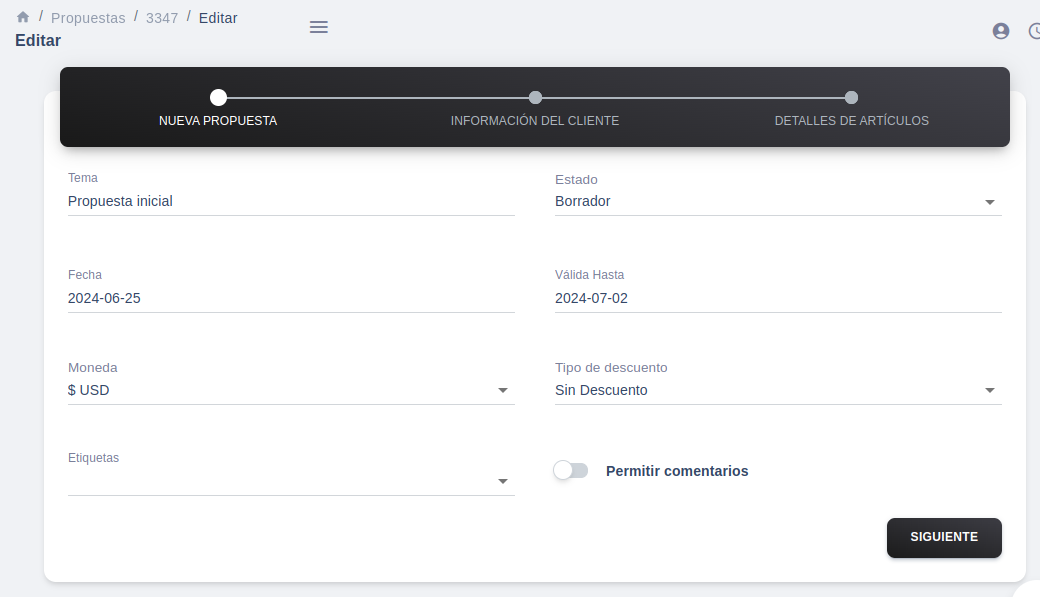 / Propuestas / 3347 / Editar
Editar
NUEVA PROPUESTA
INFORMACIÓN DEL CLIENTE
DETALLES DE ARTÍCULOS
Tema
Propuesta inicial
Estado
Borrador
Fecha
2024-06-25
Válida Hasta
2024-07-02
Moneda
$ USD
Tipo de descuento
Sin Descuento
Etiquetas
Permitir comentarios
SIGUIENTE